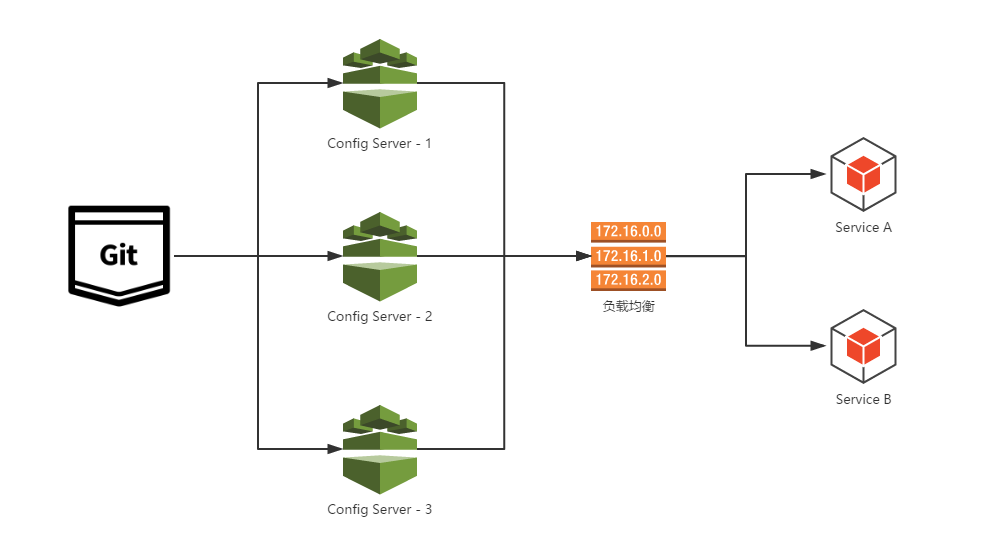 Git
Config Server - 1
Config Server - 2
Config Server - 3
172.16.0.0
172.16.1.0
172.16.2.0
负载均衡
Service A
Service B